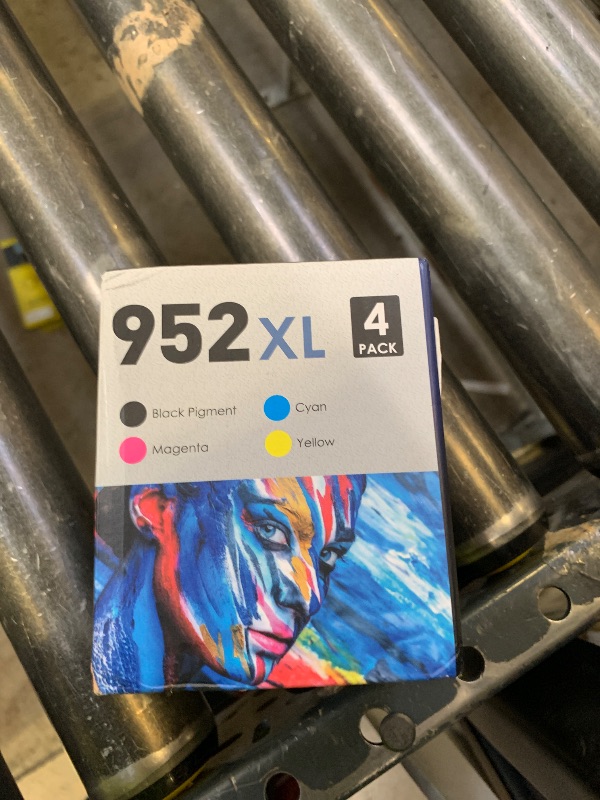 952XL
4
PACK
Black Pigment
Cyan
Magenta
Yellow